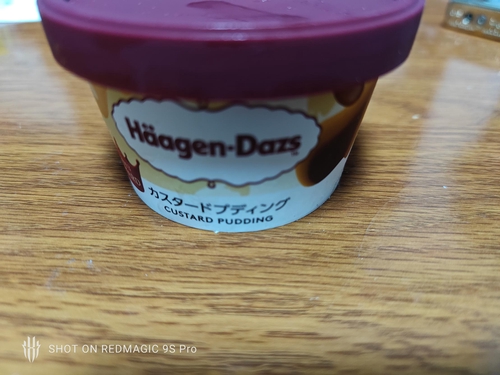 Häagen-Dazs
カスタードプディング
CUSTARD PUDDING
SHOT ON REDMAGIC 9S Pro